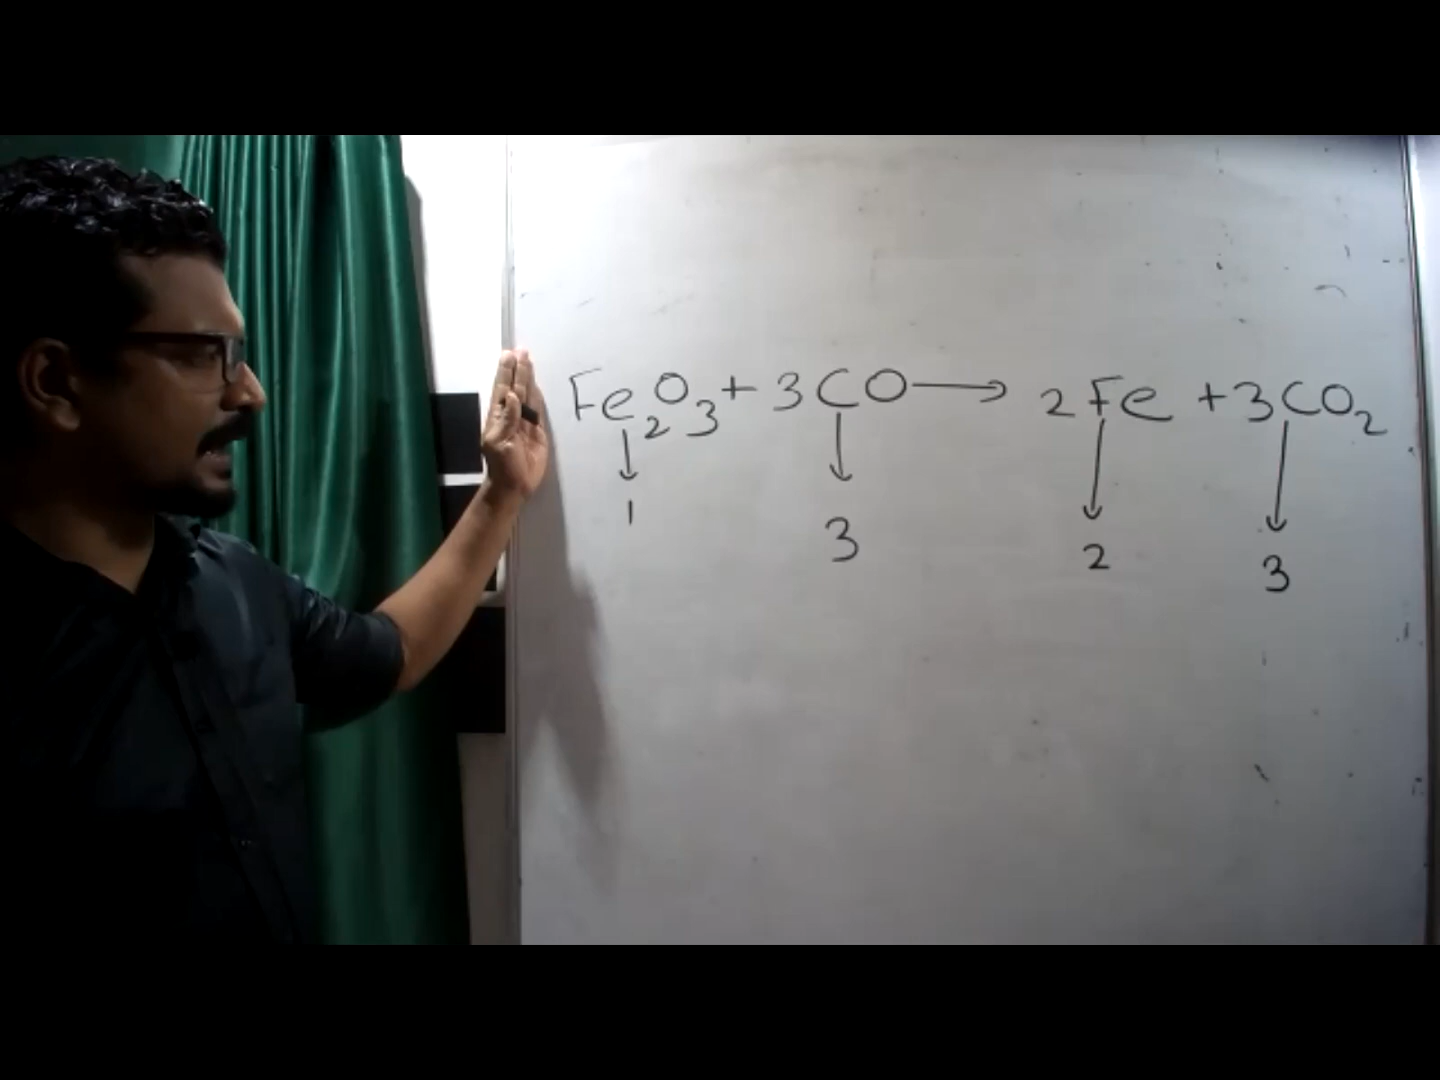 Fe₂O₃ + 3CO → 2Fe + 3CO₂
↓ ↓ ↓ ↓
1 3 2 3